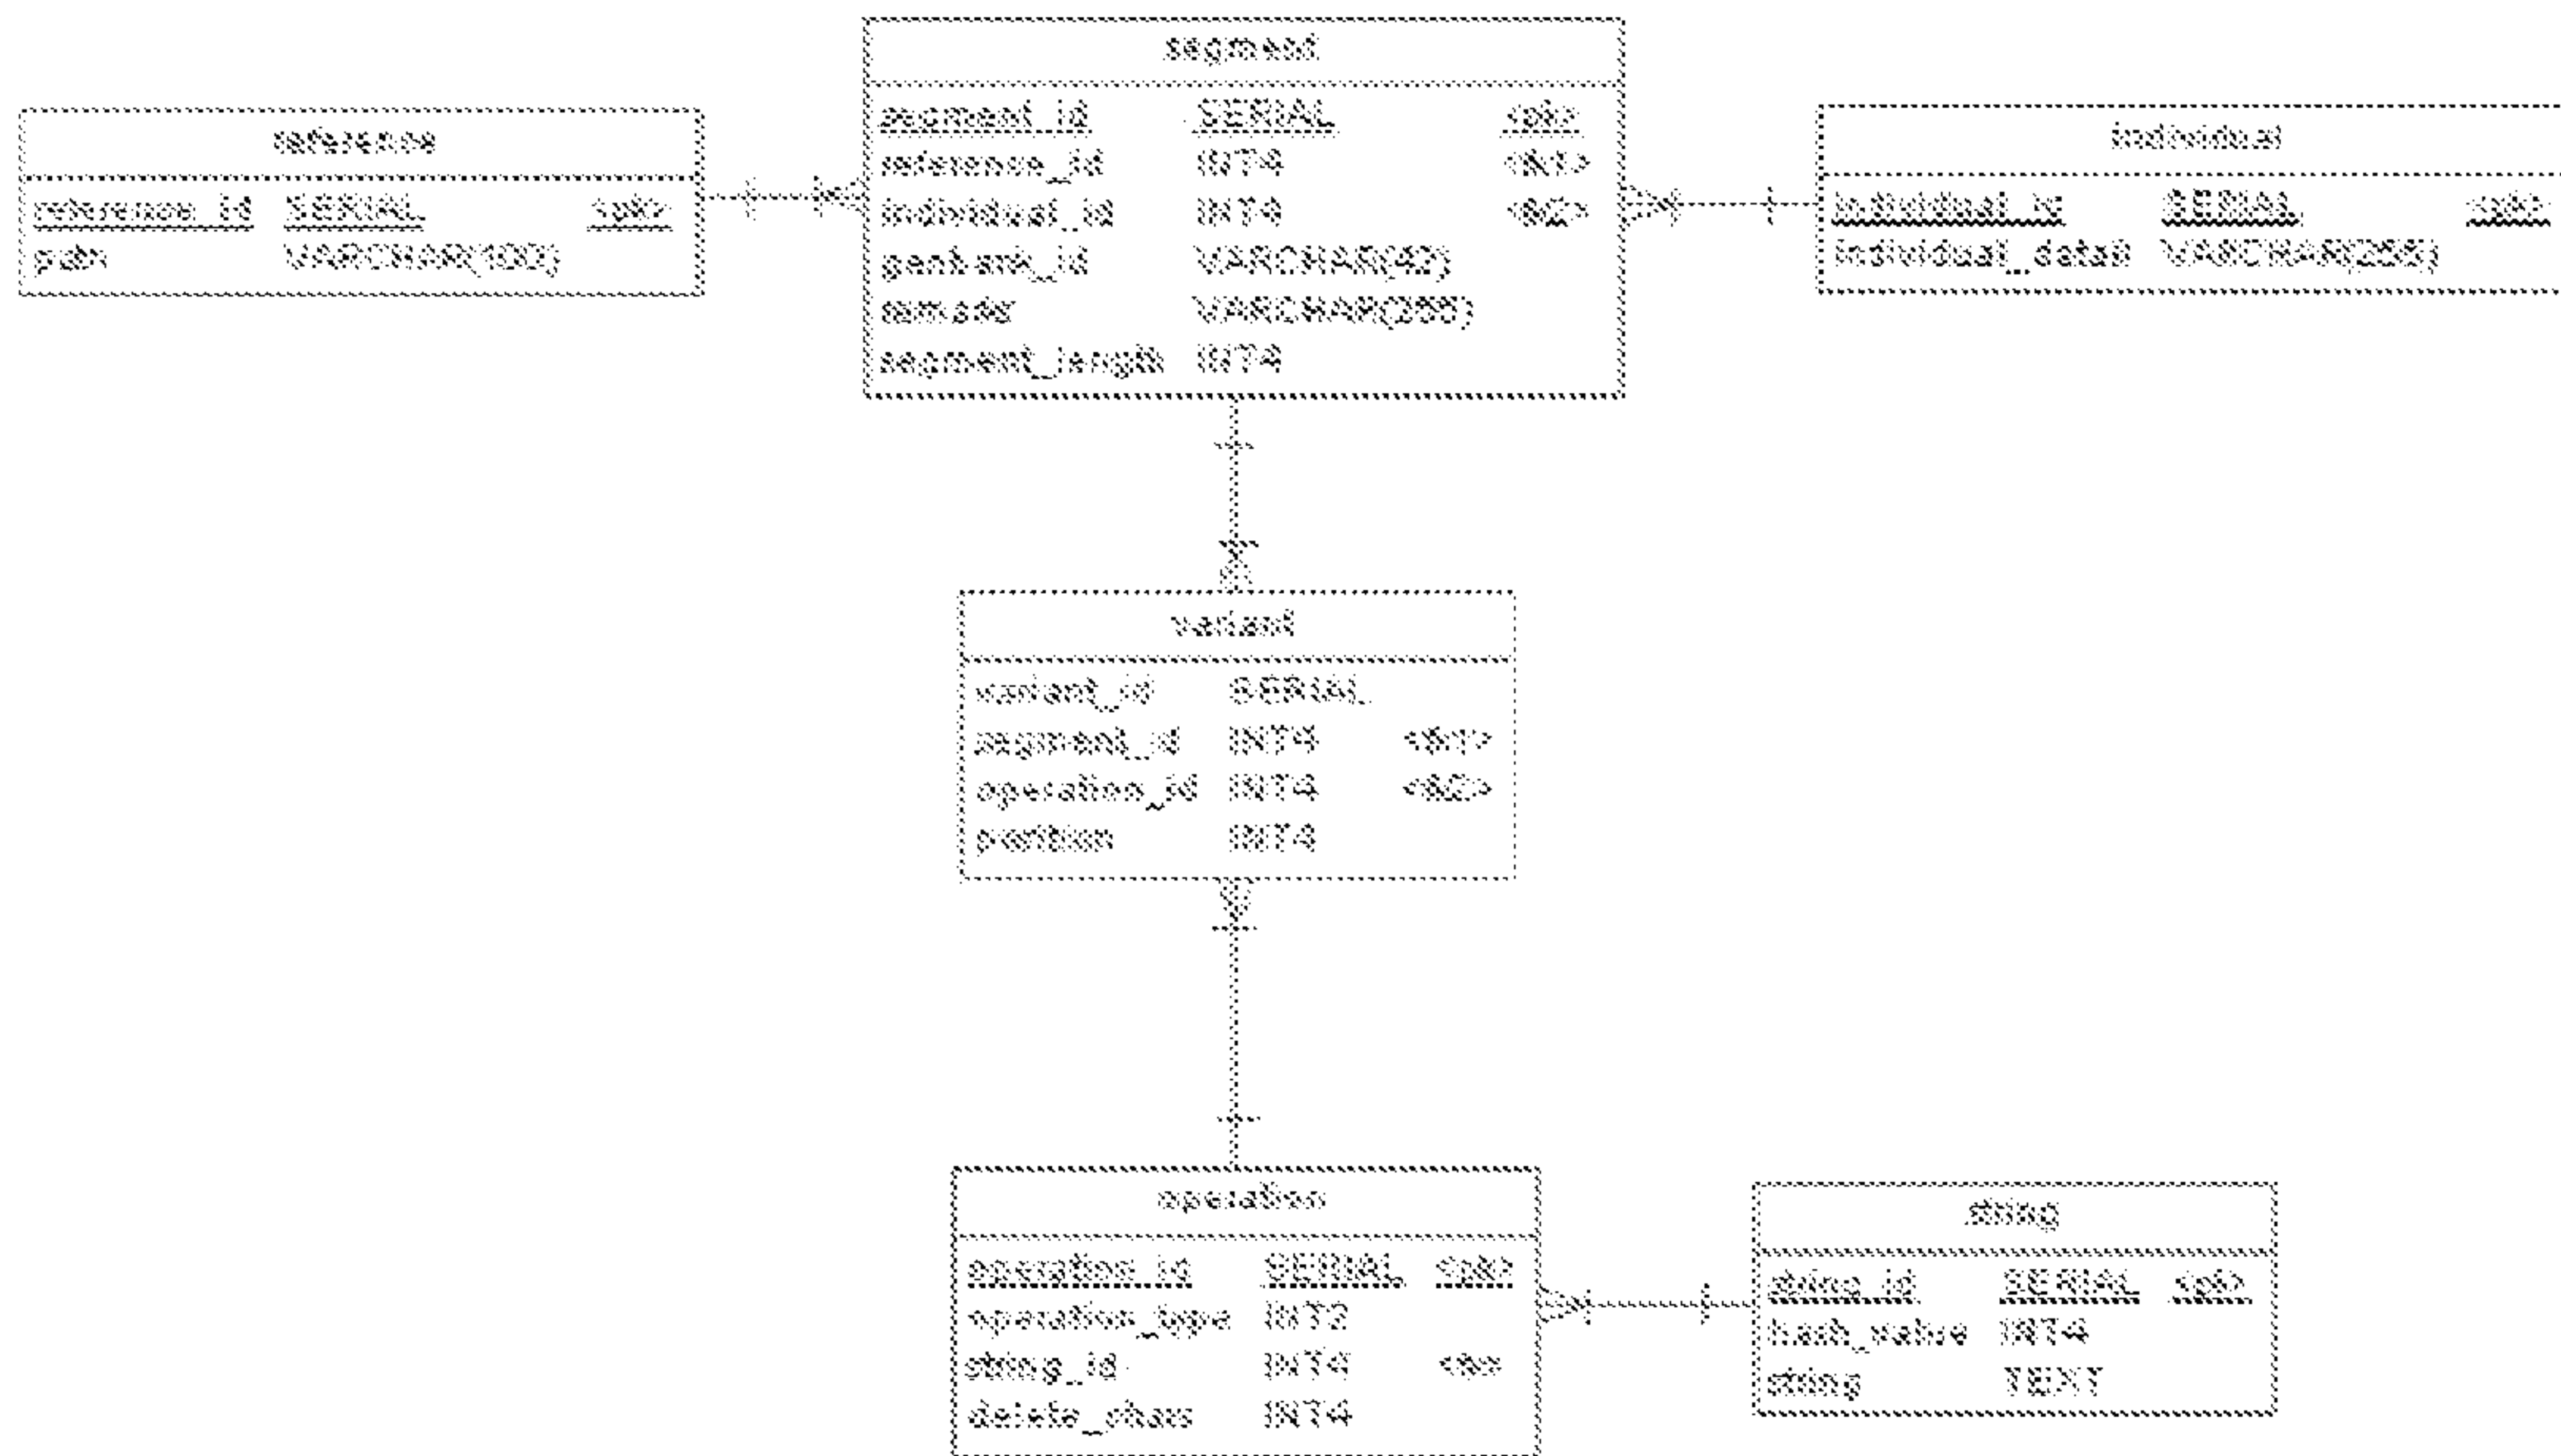 segment
segment_id SERIAL <pk>
reference_id INT4 <fk1>
individual_id INT4 <fk2>
genbank_id VARCHAR(42)
VARCHAR(255)
segment_length INT4
reference
reference_id SERIAL <pk>
path VARCHAR(100)
individual
individual_id SERIAL <pk>
individual_detail VARCHAR(255)
variant
variant_id SERIAL
segment_id INT4 <fk1>
operation_id INT4 <fk2>
position INT4
operation
operation_id SERIAL <pk>
operation_type INT2
string_id INT4 <fk>
delete_chars INT4
string
string_id SERIAL <pk>
hash_value INT4
string TEXT